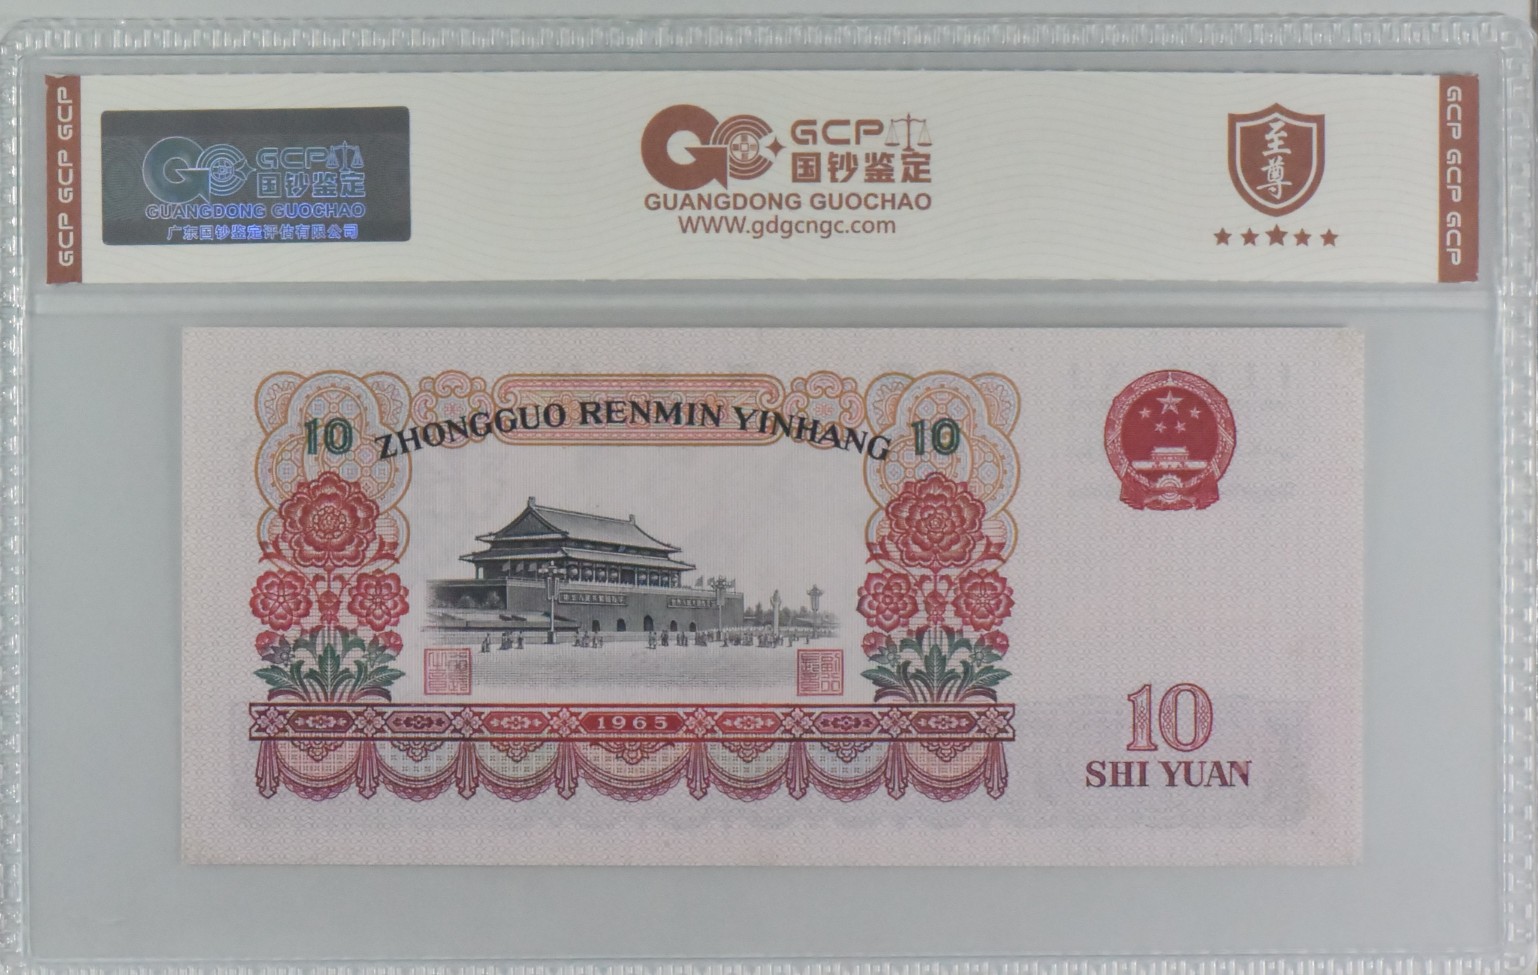 GCP GCP GCP
GCP
国钞鉴定
GUANGDONG GUOCHAO
广东国钞鉴定评估有限公司
GCP
国钞鉴定
GUANGDONG GUOCHAO
WWW.gdgcngc.com
至尊
GCP GCP GCP
10 ZHONGGUO RENMIN YINHANG 10
1965
10
SHI YUAN